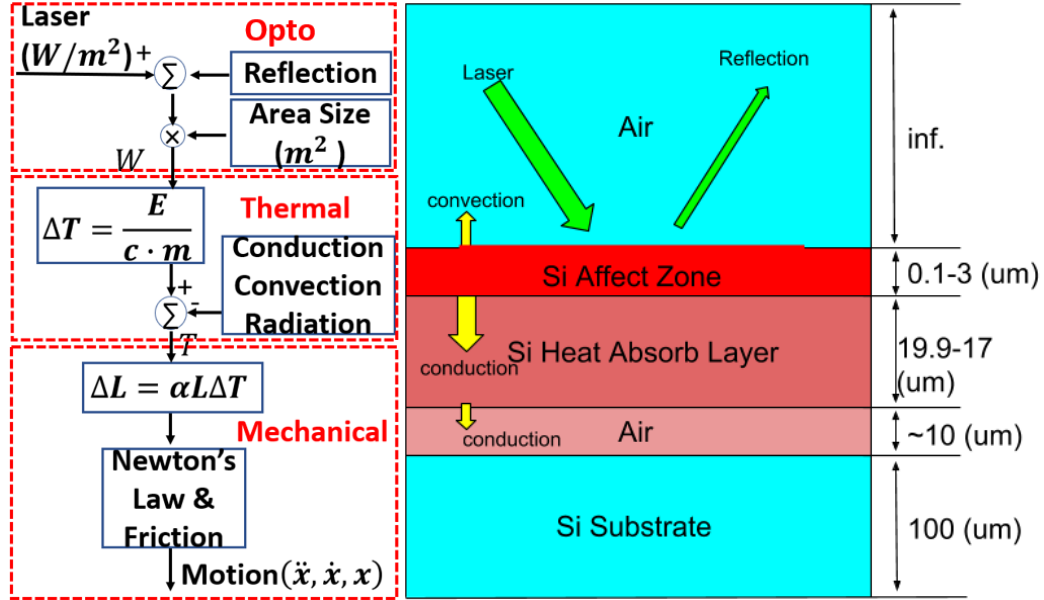 Laser
(W/m²)+
Opto
∑
Reflection
×
Area Size
(m²)
W
ΔT = E / (c · m)
Thermal
Conduction
Convection
Radiation
+
-
∑
T
ΔL = αLΔT
Mechanical
Newton's
Law &
Friction
Motion(ẍ, ẋ, x)
Laser
Reflection
Air
convection
Si Affect Zone
Si Heat Absorb Layer
conduction
Air
conduction
Si Substrate
inf.
0.1-3 (um)
19.9-17
(um)
~10 (um)
100 (um)